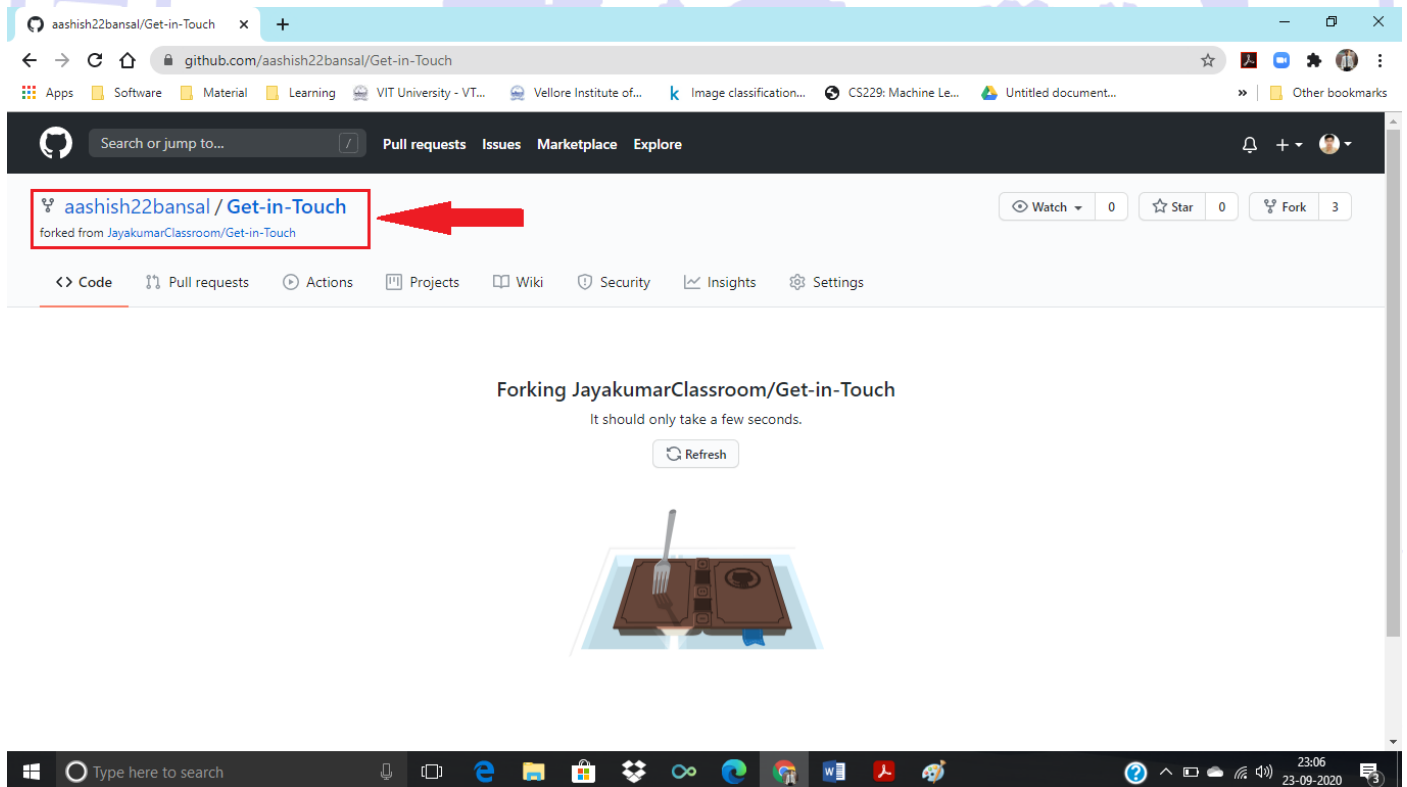 aashish22bansal/Get-in-Touch
github.com/aashish22bansal/Get-in-Touch
Apps Software Material Learning VIT University - VT... Vellore Institute of... k Image classification... CS229: Machine Le... Untitled document... » Other bookmarks
Search or jump to... / Pull requests Issues Marketplace Explore
aashish22bansal / Get-in-Touch Watch 0 Star 0 Fork 3
forked from JayakumarClassroom/Get-in-Touch
<> Code Pull requests Actions Projects Wiki Security Insights Settings
Forking JayakumarClassroom/Get-in-Touch
It should only take a few seconds.
Refresh
Type here to search
23:06
23-09-2020
3